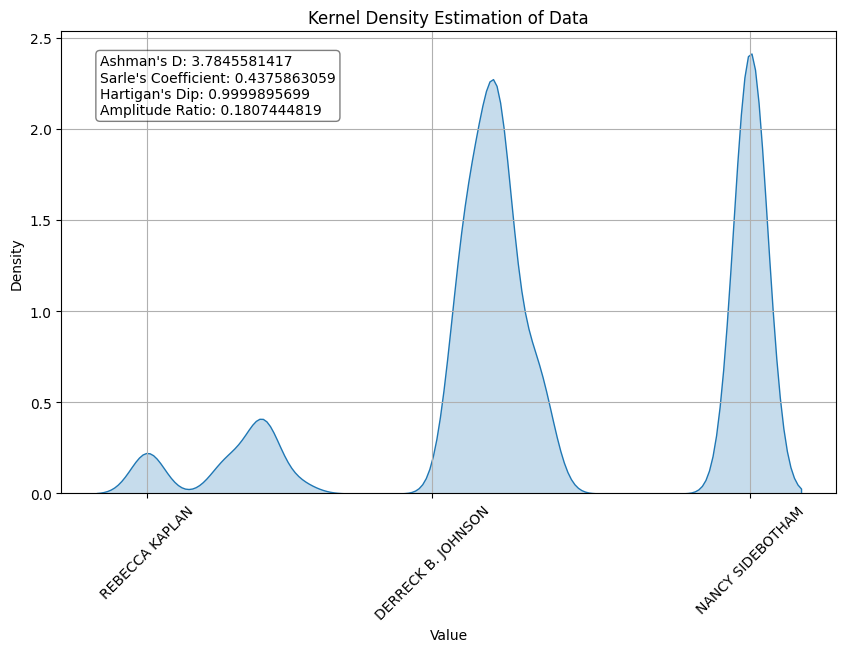 Kernel Density Estimation of Data
Ashman's D: 3.7845581417
Sarle's Coefficient: 0.4375863059
Hartigan's Dip: 0.9999895699
Amplitude Ratio: 0.1807444819
Density
2.5
2.0
1.5
1.0
0.5
0.0
REBECCA KAPLAN
DERRECK B. JOHNSON
NANCY SIDEBOTHAM
Value